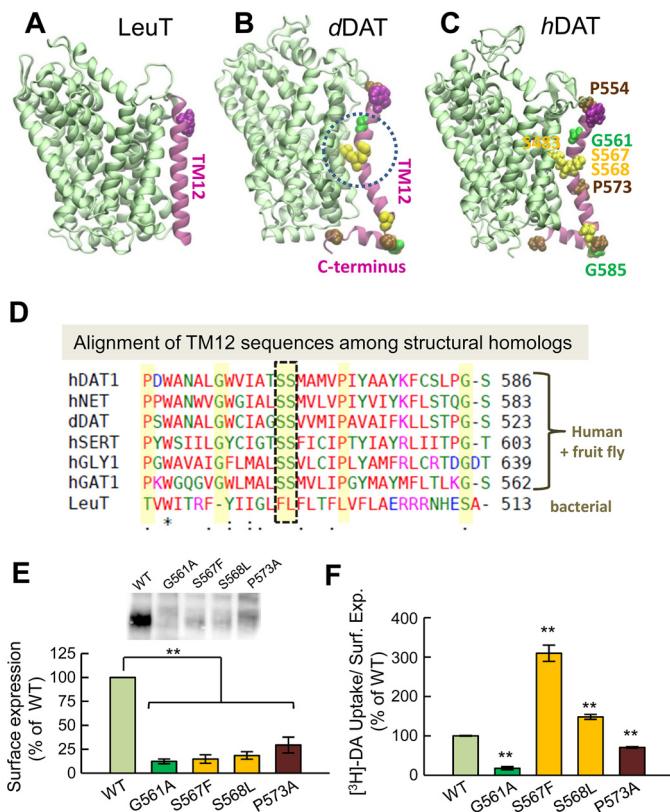 A LeuT
B dDAT
C hDAT
TM12
TM12
C-terminus
P554
G561
S483
S567
S568
P573
G585
D
Alignment of TM12 sequences among structural homologs
hDAT1 PDWANALGWVIATSSMAMVPIYAAYKFCSLPG-S 586
hNET PWANWVGWGIALSSMVLVPIYVIYKFLSTQG-S 583
dDAT PSWANLLGWCIAGSSVVMIPAVAIFKLLSTPG-S 523
hSERT PYWSIILGYCIGTSSFICIPTYIAYRLIITPG-T 603
hGLY1 PGWAVAIGFLMALSSVLCIPLYAMFRLCRTDGDT 639
hGAT1 PKWGQGVGWLMALSSMVLIPGYMAYMFLTLKG-S 562
LeuT TVWITRF-YIIGLFLFLTFLVFLAERRRNHESA- 513
Human
+ fruit fly
bacterial
. * . : :. . . .
E
WT G561A S567F S568L P573A
Surface expression
(% of WT)
125
100
75
50
25
0
**
WT G561A S567F S568L P573A
F
[³H]-DA Uptake/ Surf. Exp.
(% of WT)
400
300
200
100
0
** ** ** **
WT G561A S567F S568L P573A